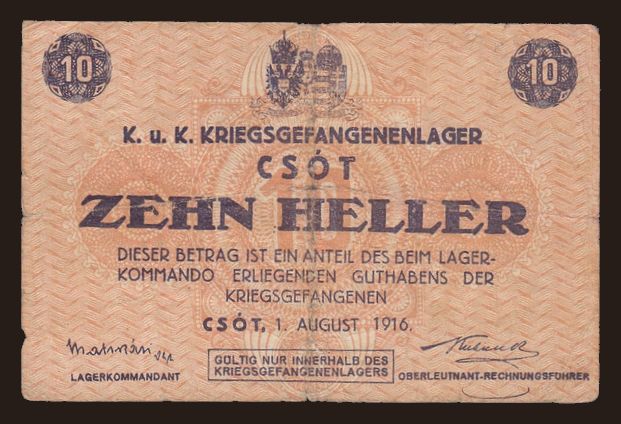 10
10
K. u. K. KRIEGSGEFANGENENLAGER
CSÓT
ZEHN HELLER
DIESER BETRAG IST EIN ANTEIL DES BEIM LAGER-
KOMMANDO ERLIEGENDEN GUTHABENS DER
KRIEGSGEFANGENEN
CSÓT, 1. AUGUST 1916.
LAGERKOMMANDANT
GÜLTIG NUR INNERHALB DES
KRIEGSGEFANGENENLAGERS
OBERLEUTNANT-RECHNUNGSFÜHRER